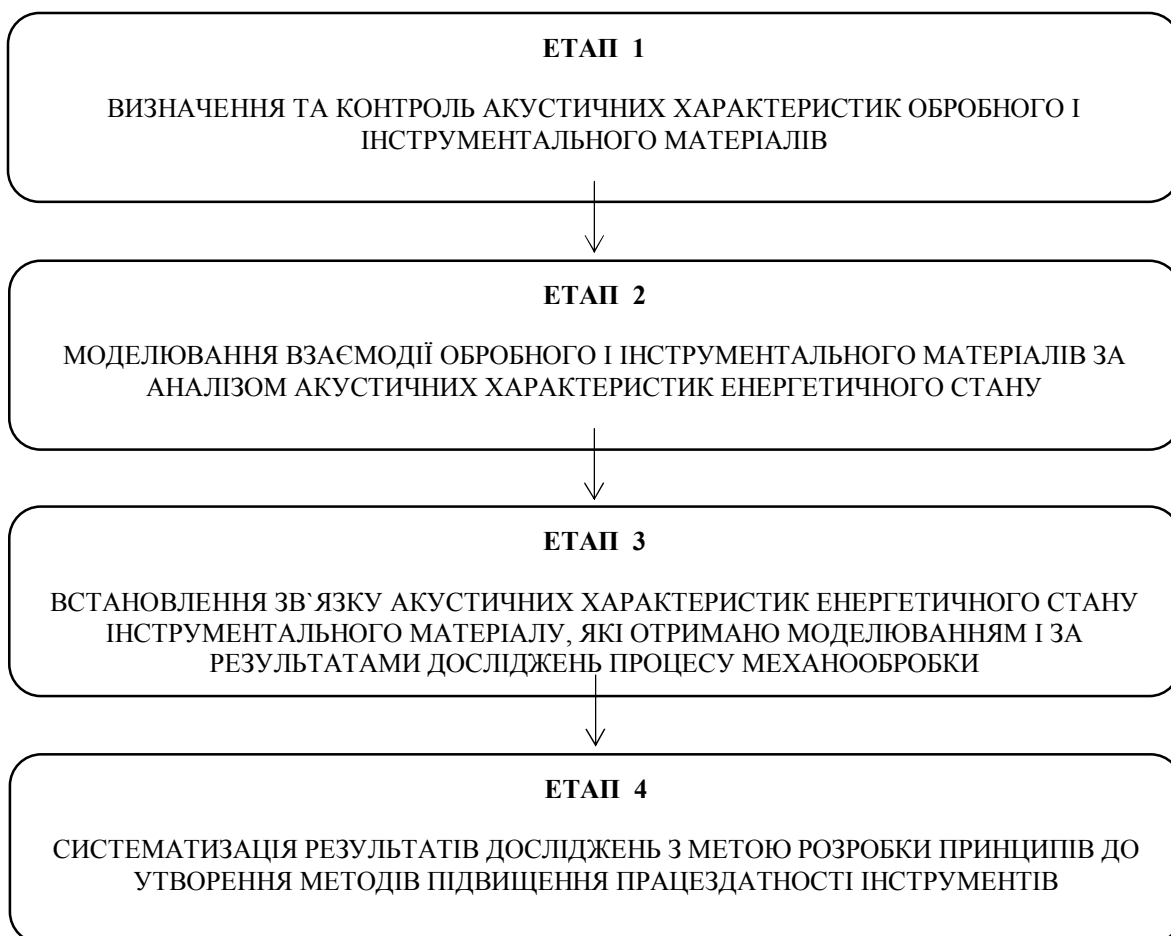 ЕТАП 1
ВИЗНАЧЕННЯ ТА КОНТРОЛЬ АКУСТИЧНИХ ХАРАКТЕРИСТИК ОБРОБНОГО І
ІНСТРУМЕНТАЛЬНОГО МАТЕРІАЛІВ
ЕТАП 2
МОДЕЛЮВАННЯ ВЗАЄМОДІЇ ОБРОБНОГО І ІНСТРУМЕНТАЛЬНОГО МАТЕРІАЛІВ ЗА
АНАЛІЗОМ АКУСТИЧНИХ ХАРАКТЕРИСТИК ЕНЕРГЕТИЧНОГО СТАНУ
ЕТАП 3
ВСТАНОВЛЕННЯ ЗВ`ЯЗКУ АКУСТИЧНИХ ХАРАКТЕРИСТИК ЕНЕРГЕТИЧНОГО СТАНУ
ІНСТРУМЕНТАЛЬНОГО МАТЕРІАЛУ, ЯКІ ОТРИМАНО МОДЕЛЮВАННЯМ І ЗА
РЕЗУЛЬТАТАМИ ДОСЛІДЖЕНЬ ПРОЦЕСУ МЕХАНООБРОБКИ
ЕТАП 4
СИСТЕМАТИЗАЦІЯ РЕЗУЛЬТАТІВ ДОСЛІДЖЕНЬ З МЕТОЮ РОЗРОБКИ ПРИНЦИПІВ ДО
УТВОРЕННЯ МЕТОДІВ ПІДВИЩЕННЯ ПРАЦЕЗДАТНОСТІ ІНСТРУМЕНТІВ